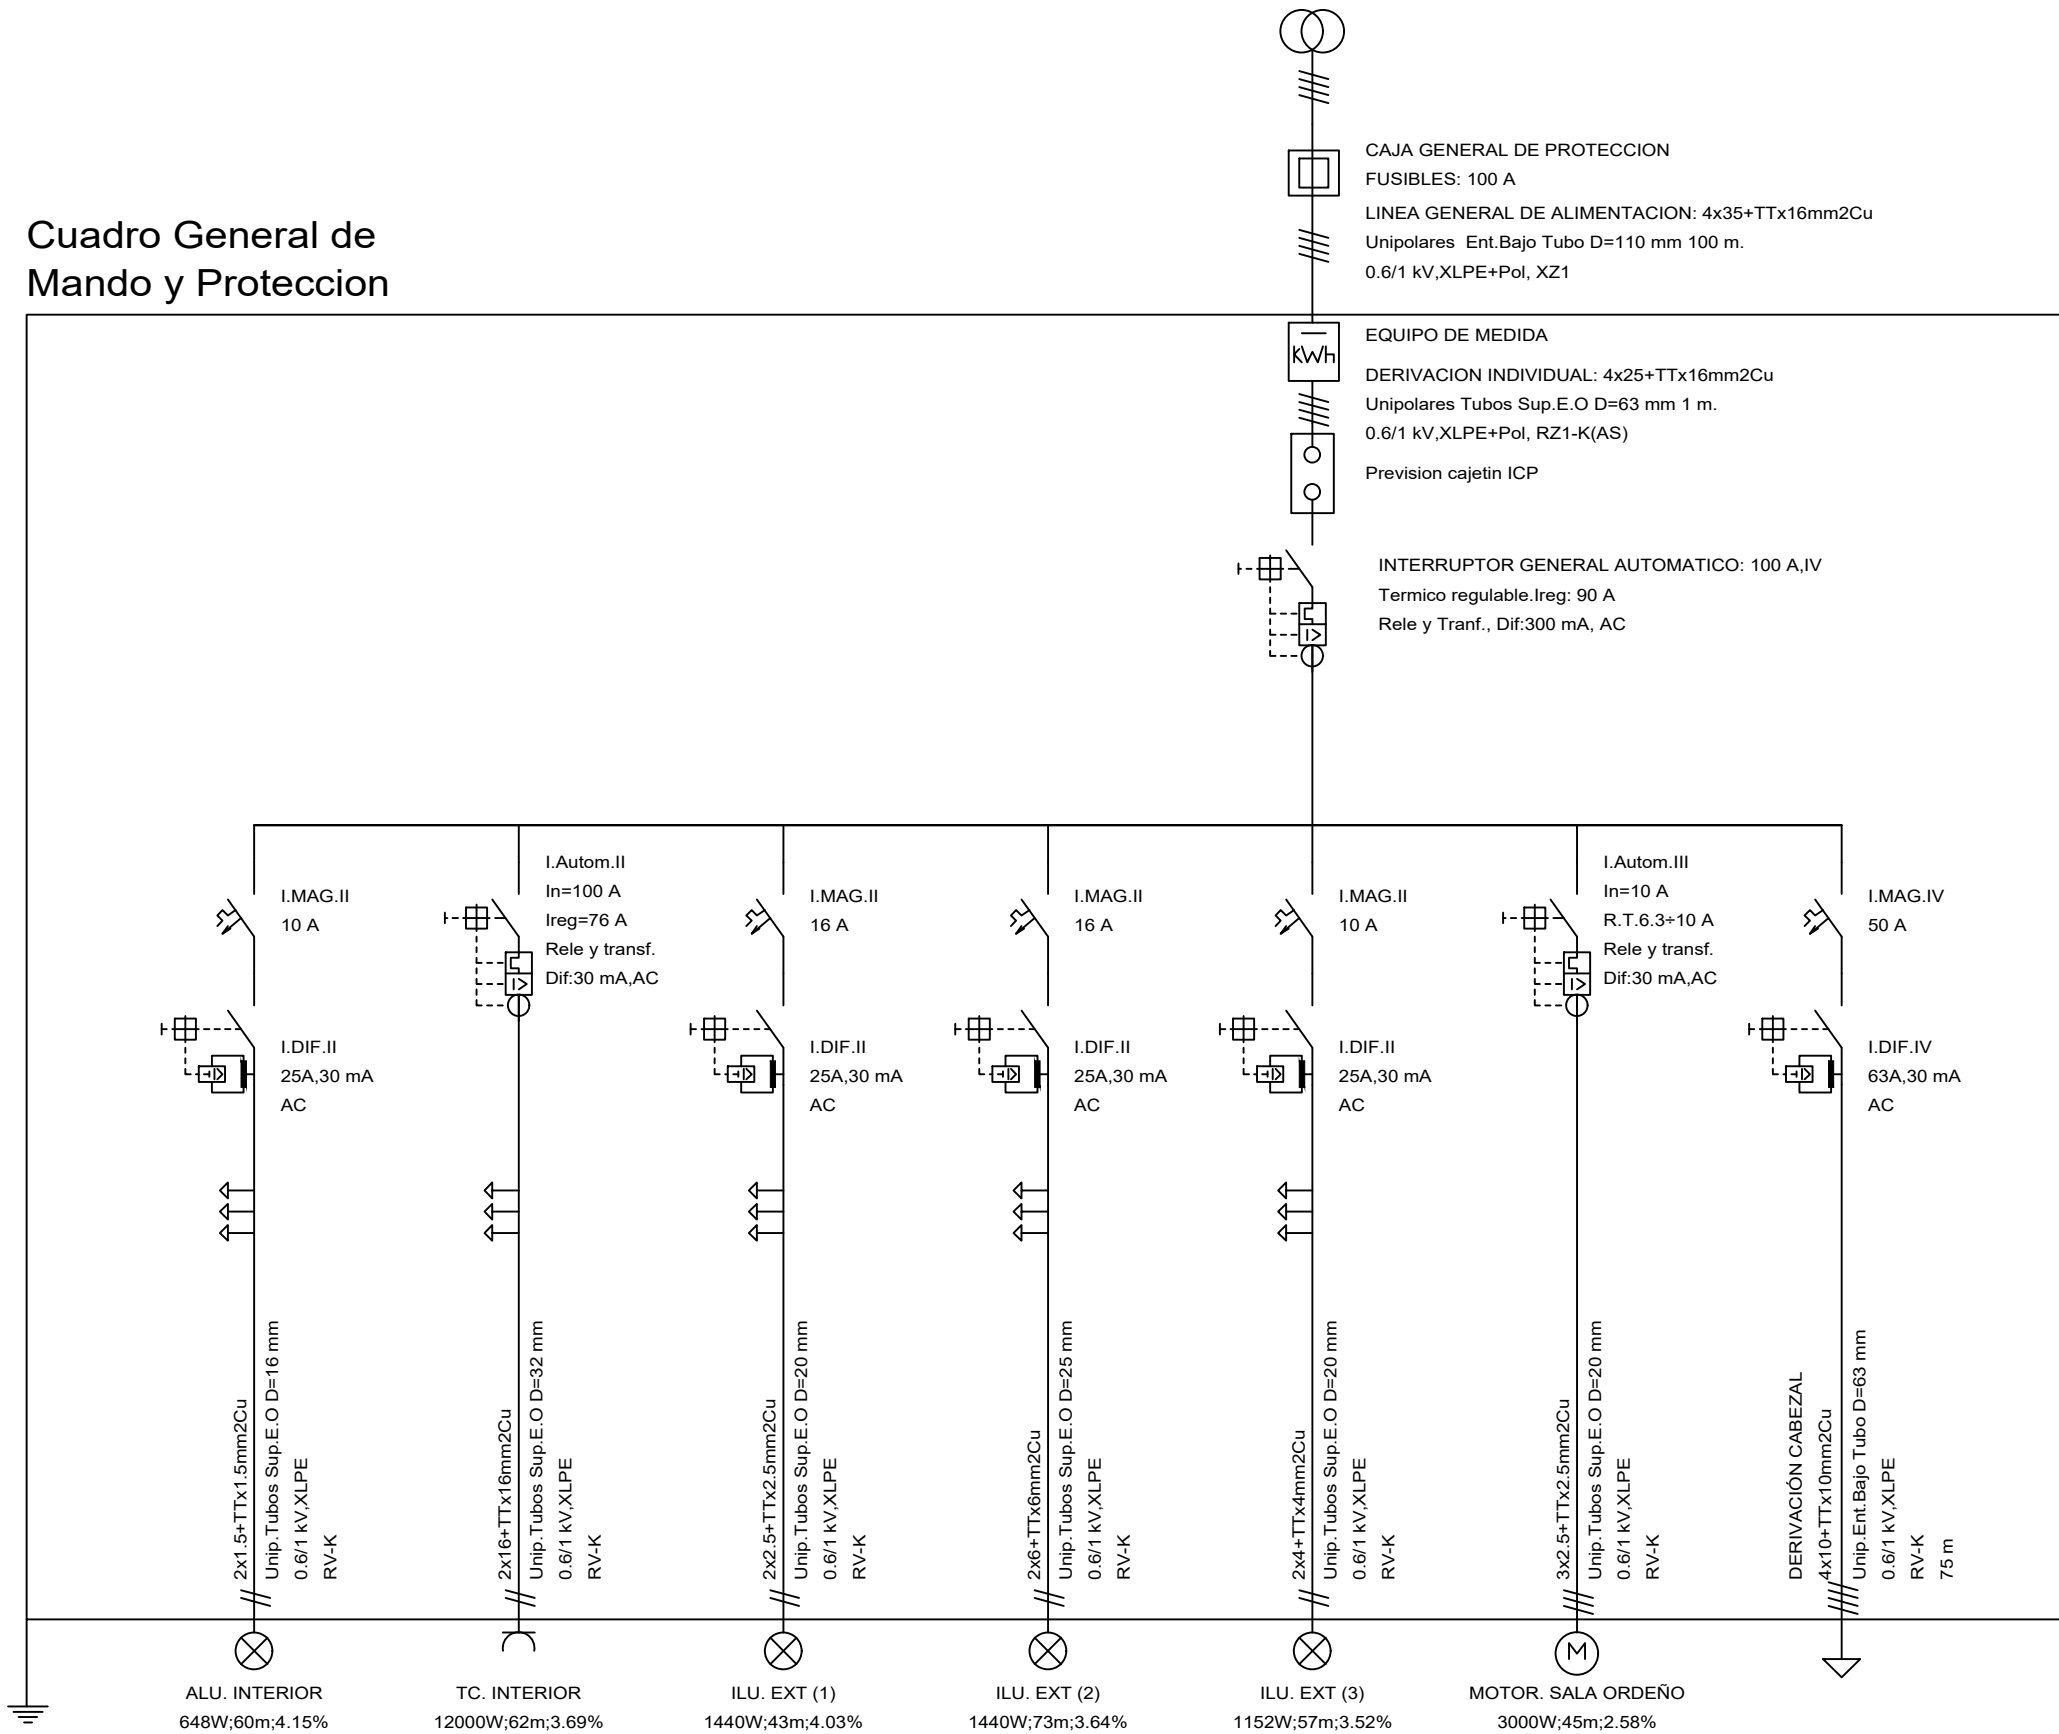 CAJA GENERAL DE PROTECCION
FUSIBLES: 100 A
LINEA GENERAL DE ALIMENTACION: 4x35+TTx16mm2Cu
Unipolares Ent.Bajo Tubo D=110 mm 100 m.
0.6/1 kV,XLPE+Pol, XZ1
Cuadro General de
Mando y Proteccion
KWh
EQUIPO DE MEDIDA
DERIVACION INDIVIDUAL: 4x25+TTx16mm2Cu
Unipolares Tubos Sup.E.O D=63 mm 1 m.
0.6/1 kV,XLPE+Pol, RZ1-K(AS)
Prevision cajetin ICP
INTERRUPTOR GENERAL AUTOMATICO: 100 A,IV
Termico regulable.Ireg: 90 A
Rele y Tranf., Dif:300 mA, AC
I.MAG.II
10 A
I.DIF.II
25A,30 mA
AC
2x1.5+TTx1.5mm2Cu
Unip.Tubos Sup.E.O D=16 mm
0.6/1 kV,XLPE
RV-K
ALU. INTERIOR
648W;60m;4.15%
I.Autom.II
In=100 A
Ireg=76 A
Rele y transf.
Dif:30 mA,AC
2x16+TTx16mm2Cu
Unip.Tubos Sup.E.O D=32 mm
0.6/1 kV,XLPE
RV-K
TC. INTERIOR
12000W;62m;3.69%
I.MAG.II
16 A
I.DIF.II
25A,30 mA
AC
2x2.5+TTx2.5mm2Cu
Unip.Tubos Sup.E.O D=20 mm
0.6/1 kV,XLPE
RV-K
ILU. EXT (1)
1440W;43m;4.03%
I.MAG.II
16 A
I.DIF.II
25A,30 mA
AC
2x6+TTx6mm2Cu
Unip.Tubos Sup.E.O D=25 mm
0.6/1 kV,XLPE
RV-K
ILU. EXT (2)
1440W;73m;3.64%
I.MAG.II
10 A
I.DIF.II
25A,30 mA
AC
2x4+TTx4mm2Cu
Unip.Tubos Sup.E.O D=20 mm
0.6/1 kV,XLPE
RV-K
ILU. EXT (3)
1152W;57m;3.52%
I.Autom.III
In=10 A
R.T.6.3÷10 A
Rele y transf.
Dif:30 mA,AC
3x2.5+TTx2.5mm2Cu
Unip.Tubos Sup.E.O D=20 mm
0.6/1 kV,XLPE
RV-K
M
MOTOR. SALA ORDEÑO
3000W;45m;2.58%
I.MAG.IV
50 A
I.DIF.IV
63A,30 mA
AC
DERIVACIÓN CABEZAL
4x10+TTx10mm2Cu
Unip.Ent.Bajo Tubo D=63 mm
0.6/1 kV,XLPE
RV-K
75 m